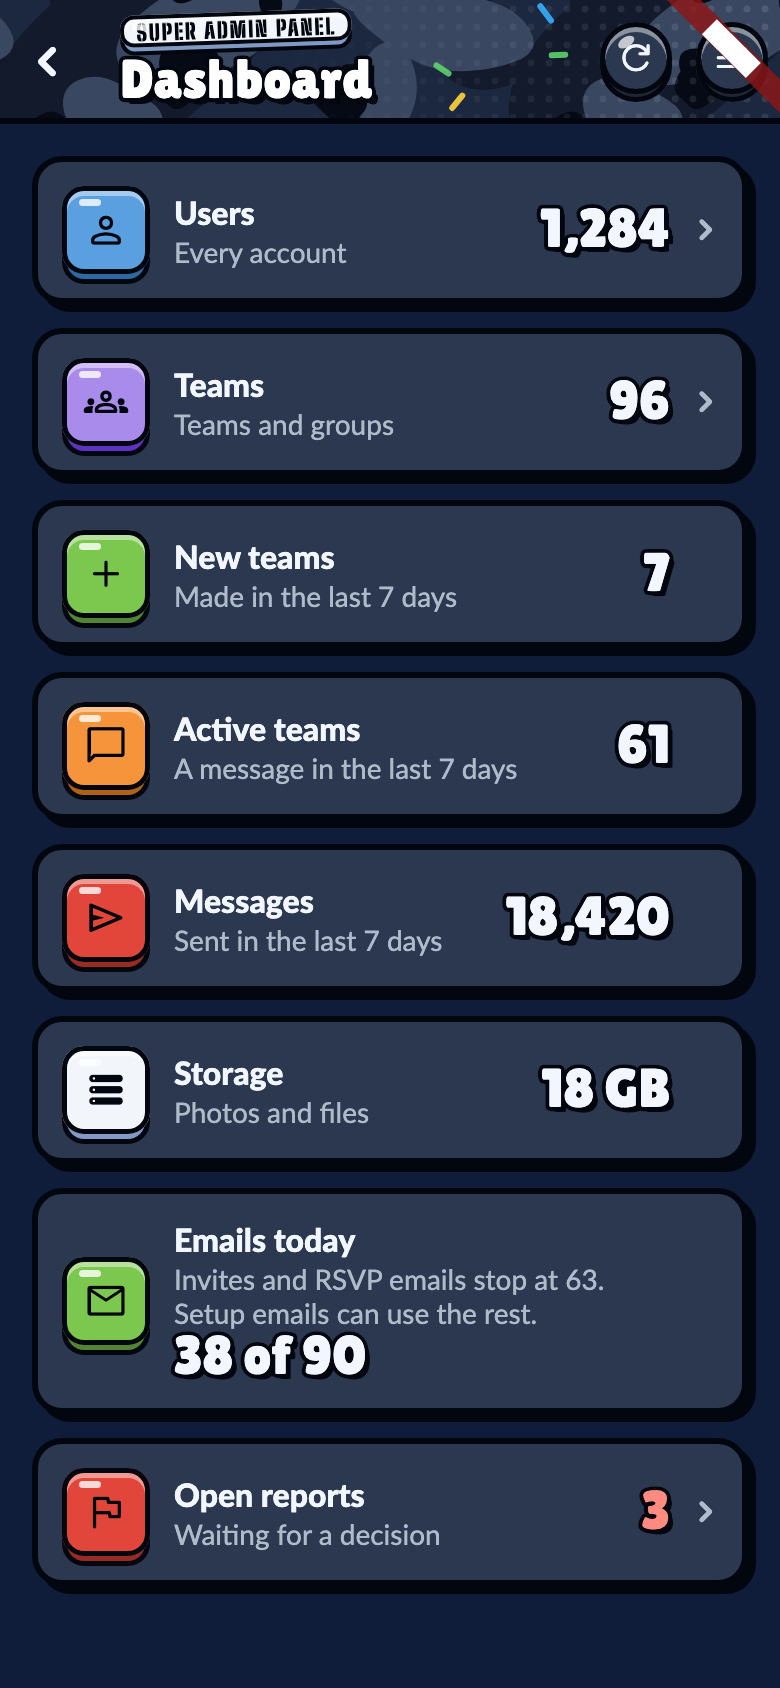 SUPER ADMIN PANEL
Dashboard
Users
Every account
1,284
Teams
Teams and groups
96
New teams
Made in the last 7 days
7
Active teams
A message in the last 7 days
61
Messages
Sent in the last 7 days
18,420
Storage
Photos and files
18 GB
Emails today
Invites and RSVP emails stop at 63.
Setup emails can use the rest.
38 of 90
Open reports
Waiting for a decision
3